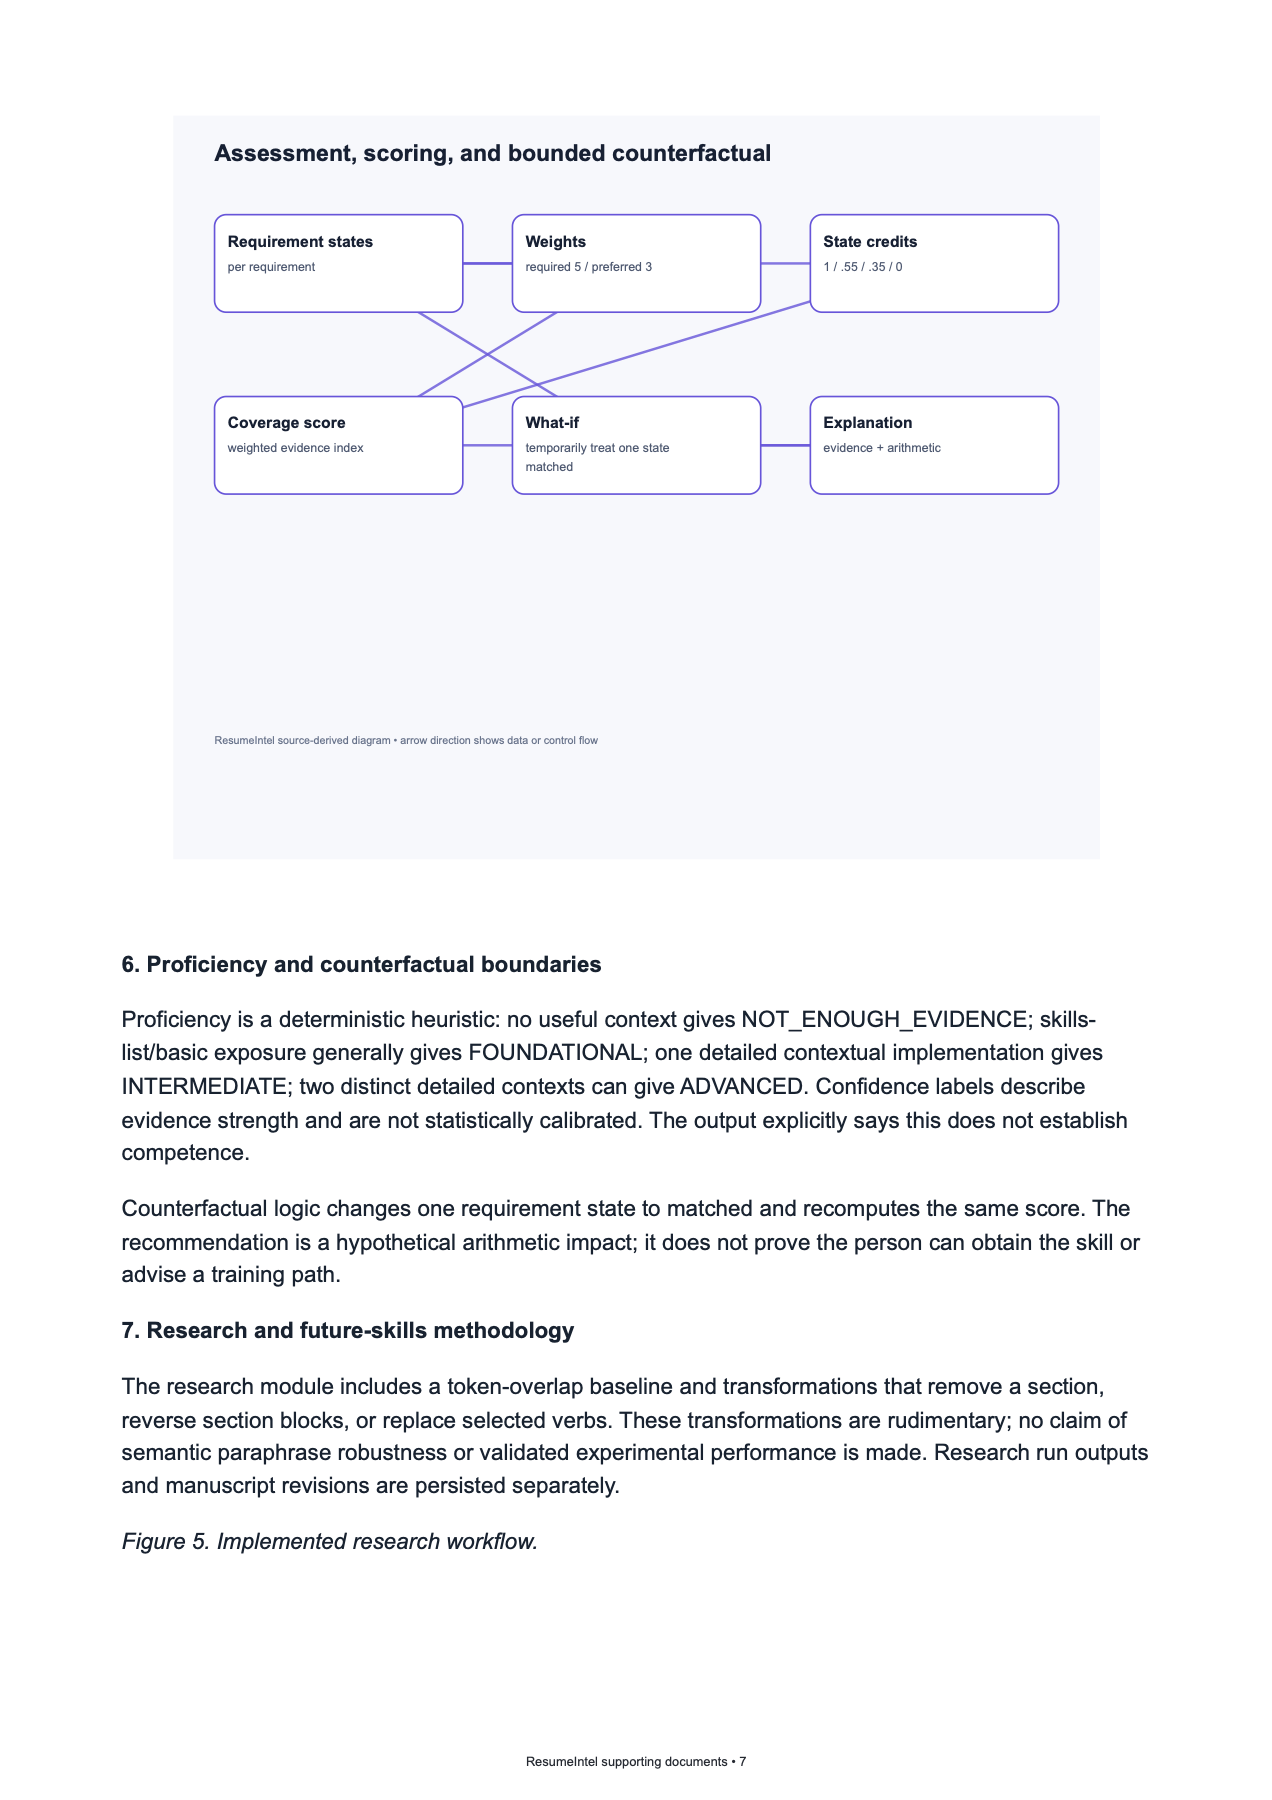 Assessment, scoring, and bounded counterfactual
Requirement states
per requirement
Weights
required 5 / preferred 3
State credits
1 / .55 / .35 / 0
Coverage score
weighted evidence index
What-if
temporarily treat one state
matched
Explanation
evidence + arithmetic
ResumeIntel source-derived diagram • arrow direction shows data or control flow
6. Proficiency and counterfactual boundaries
Proficiency is a deterministic heuristic: no useful context gives NOT_ENOUGH_EVIDENCE; skills-
list/basic exposure generally gives FOUNDATIONAL; one detailed contextual implementation gives
INTERMEDIATE; two distinct detailed contexts can give ADVANCED. Confidence labels describe
evidence strength and are not statistically calibrated. The output explicitly says this does not establish
competence.
Counterfactual logic changes one requirement state to matched and recomputes the same score. The
recommendation is a hypothetical arithmetic impact; it does not prove the person can obtain the skill or
advise a training path.
7. Research and future-skills methodology
The research module includes a token-overlap baseline and transformations that remove a section,
reverse section blocks, or replace selected verbs. These transformations are rudimentary; no claim of
semantic paraphrase robustness or validated experimental performance is made. Research run outputs
and manuscript revisions are persisted separately.
Figure 5. Implemented research workflow.
ResumeIntel supporting documents • 7